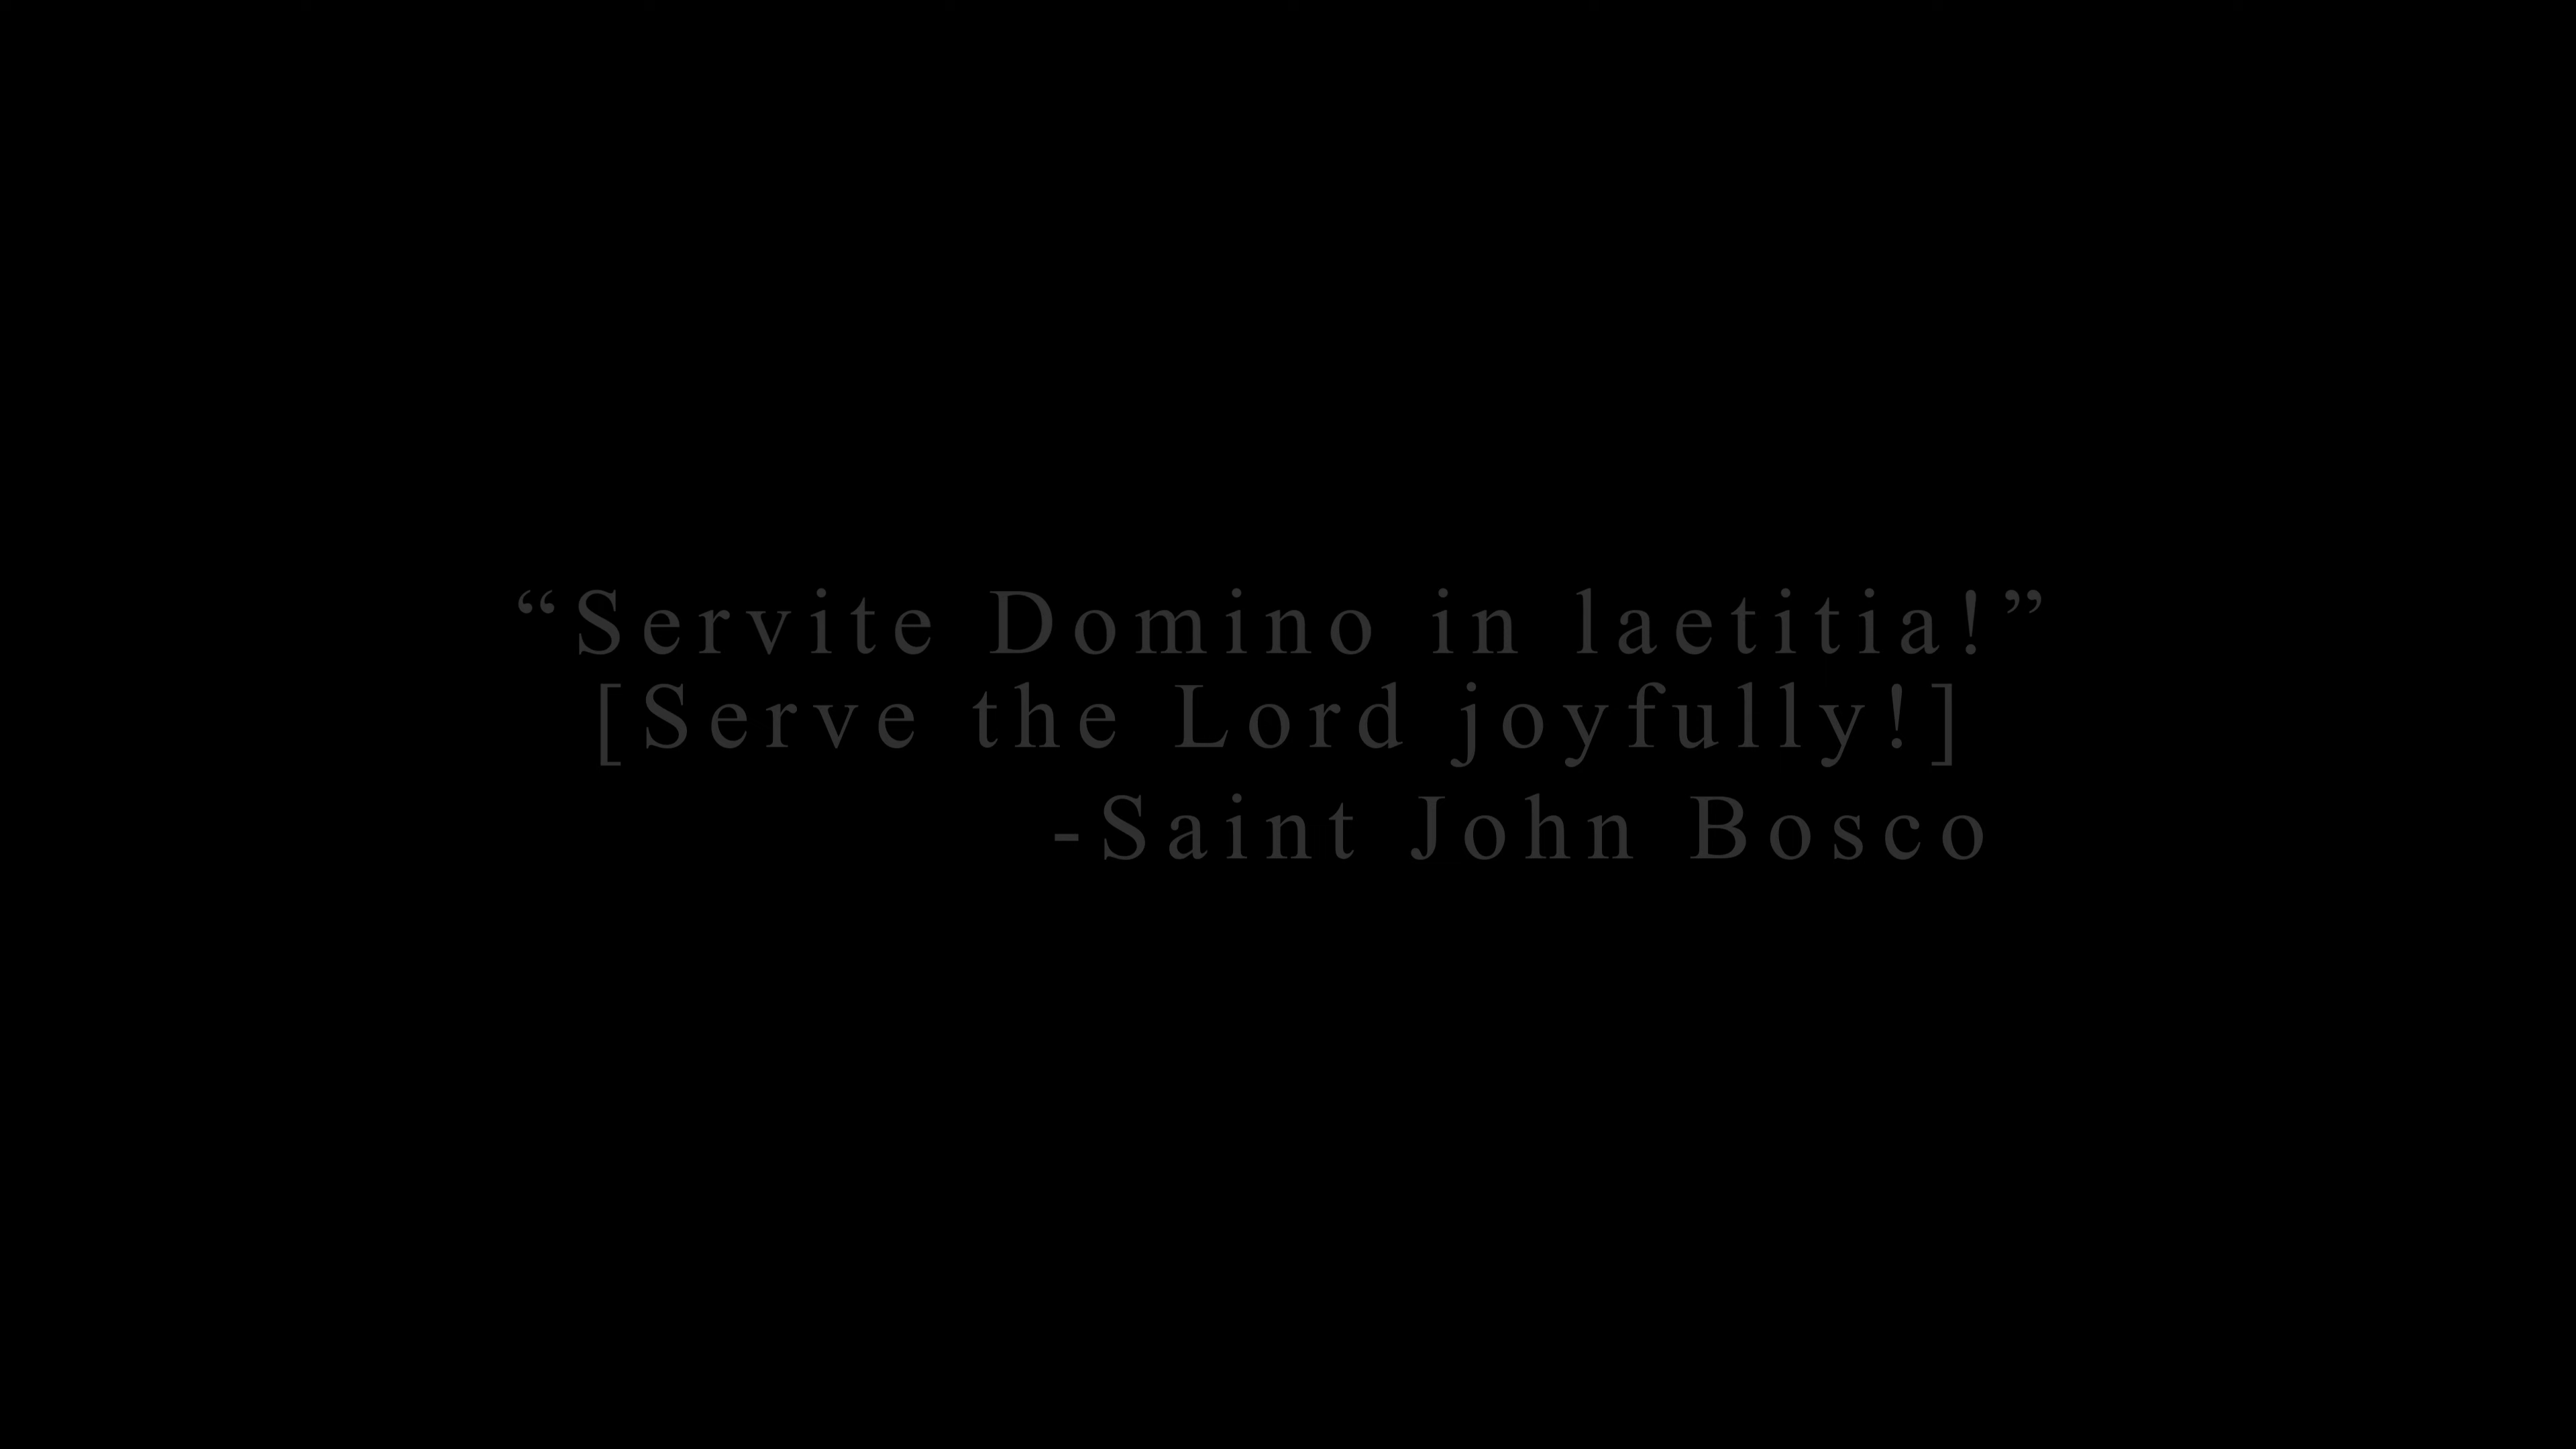 “Servite Domino in laetitia!”
[Serve the Lord joyfully!]
-Saint John Bosco